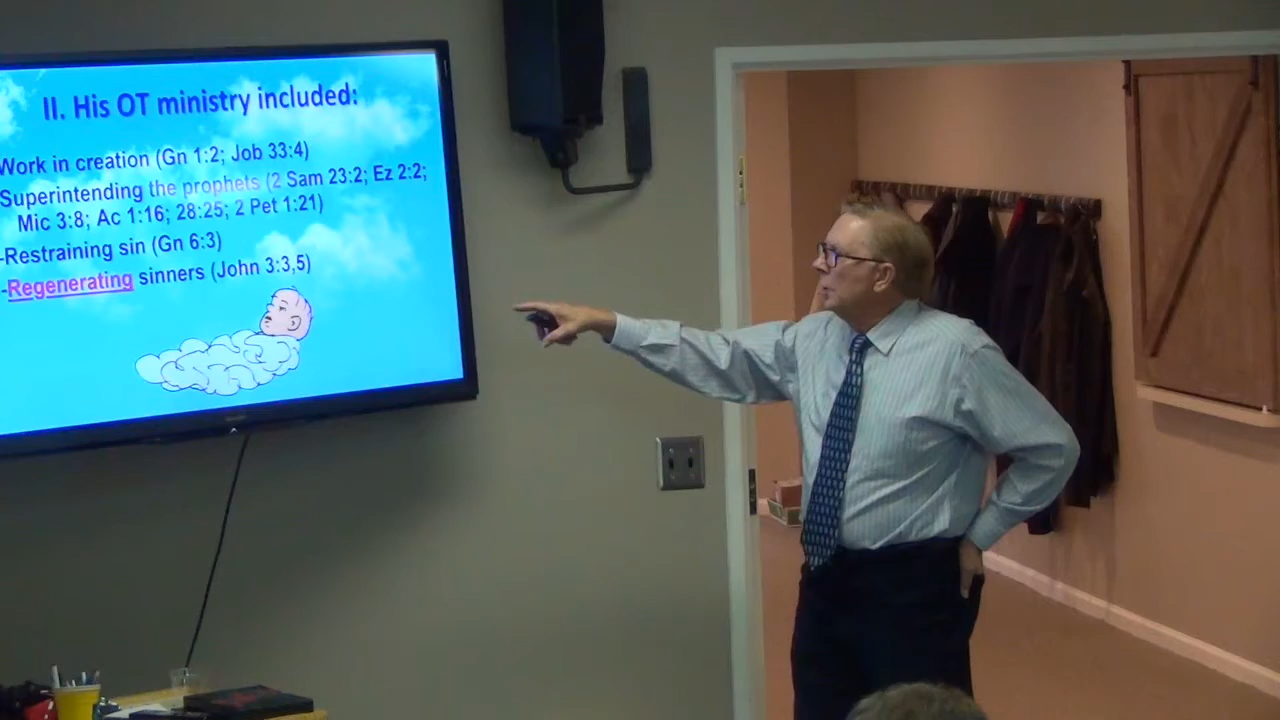 II. His OT ministry included:
Work in creation (Gn 1:2; Job 33:4)
Superintending the prophets (2 Sam 23:2; Ez 2:2;
Mic 3:8; Ac 1:16; 28:25; 2 Pet 1:21)
-Restraining sin (Gn 6:3)
-Regenerating sinners (John 3:3,5)